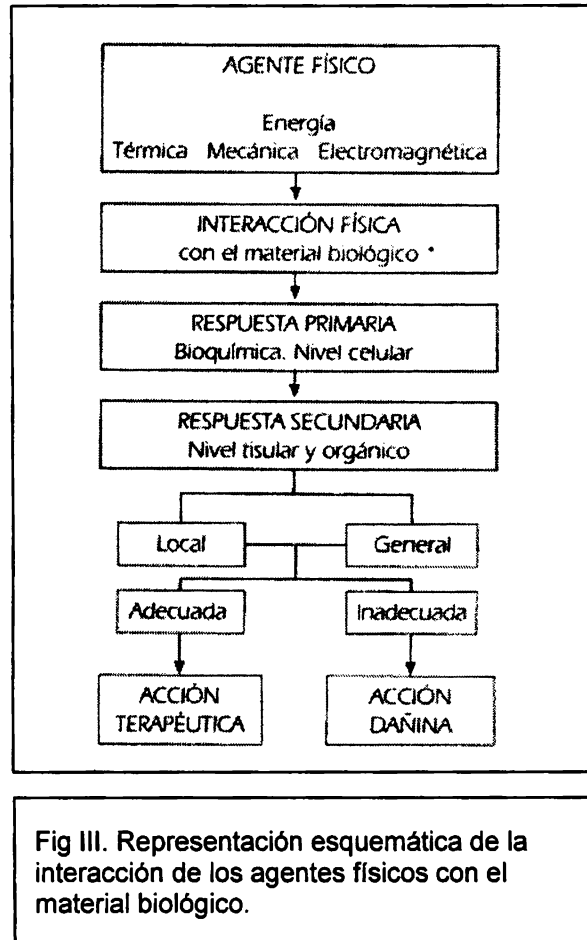 AGENTE FÍSICO
Energía
Térmica Mecánica Electromagnética
INTERACCIÓN FÍSICA
con el material biológico *
RESPUESTA PRIMARIA
Bioquímica. Nivel celular
RESPUESTA SECUNDARIA
Nivel tisular y orgánico
Local General
Adecuada Inadecuada
ACCIÓN TERAPÉUTICA
ACCIÓN DAÑINA
Fig III. Representación esquemática de la
interacción de los agentes físicos con el
material biológico.